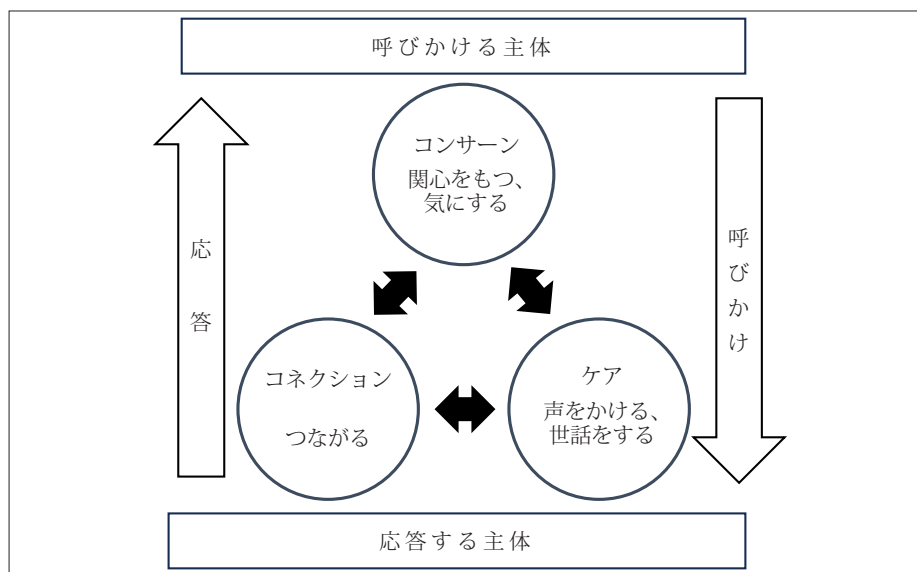 呼びかける主体
コンサーン
関心をもつ、
気にする
応答
呼びかけ
コネクション
つながる
ケア
声をかける、
世話をする
応答する主体